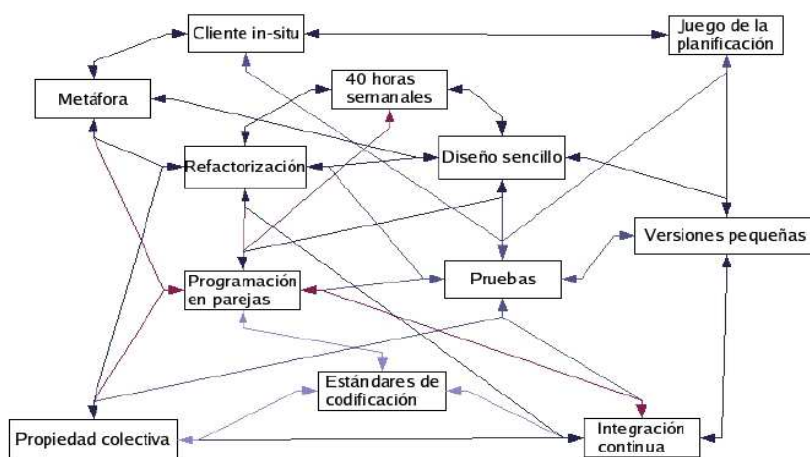 Cliente in-situ
Juego de la
planificación
40 horas
semanales
Metáfora
Refactorización
Diseño sencillo
Versiones pequeñas
Programación
en parejas
Pruebas
Estándares de
codificación
Propiedad colectiva
Integración
continua